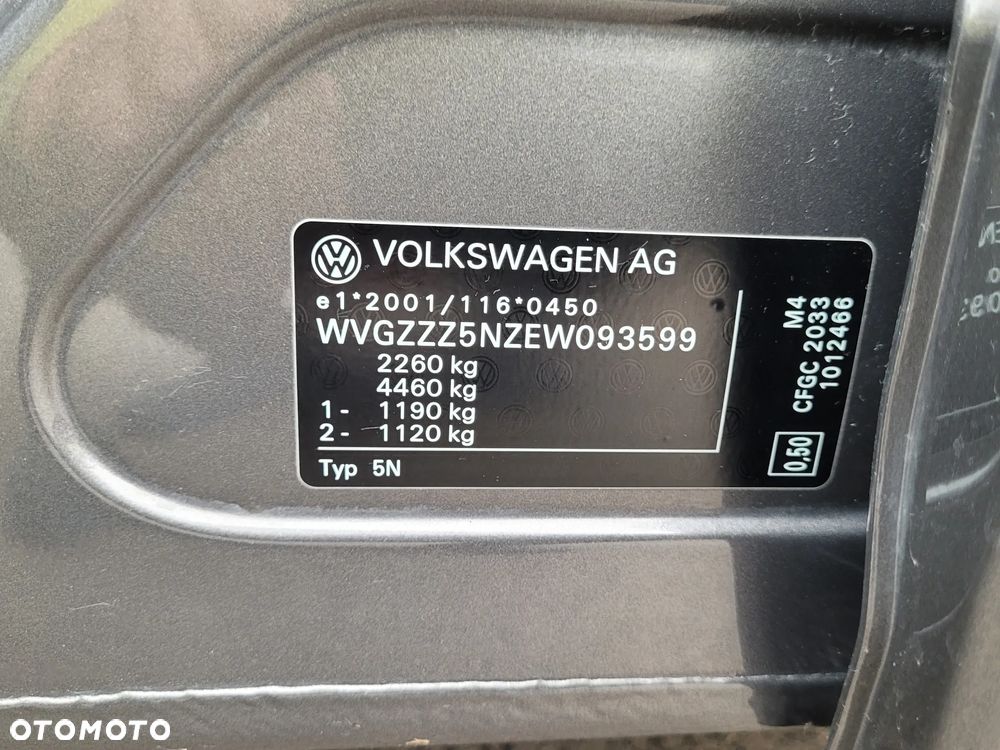 VOLKSWAGEN AG
e1*2001/116*0450
WVGZZZ5NZEW093599
2260 kg
4460 kg
1- 1190 kg
2- 1120 kg
Typ 5N
M4
CFGC 2033
1012466
0,50
OTOMOTO